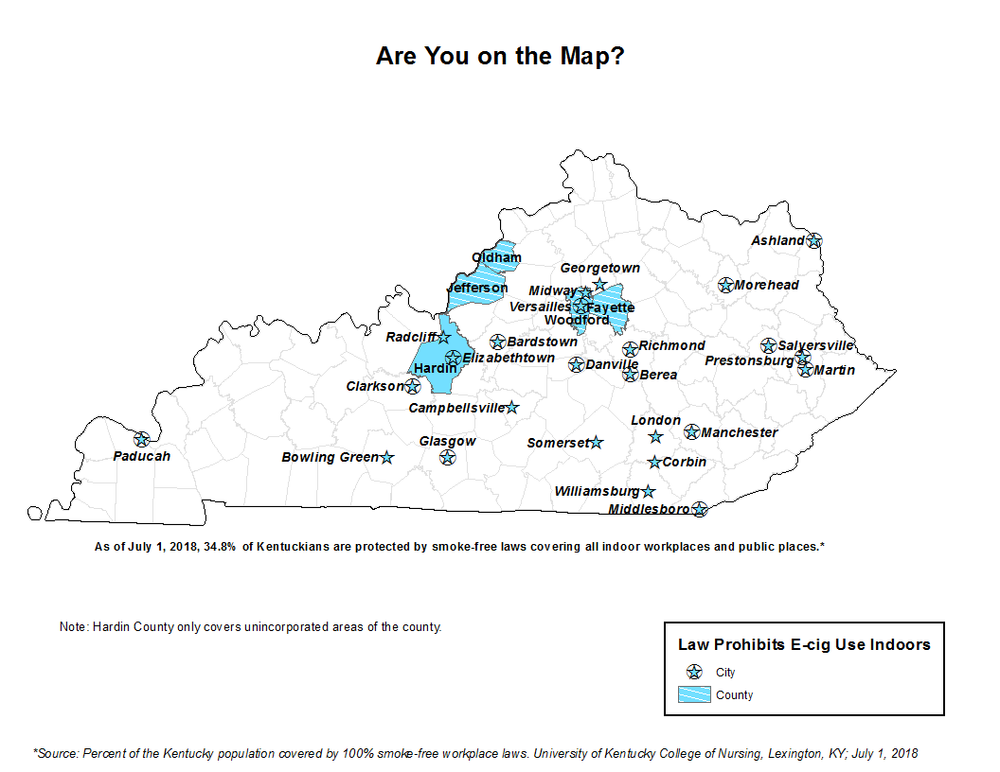 Are You on the Map?
Ashland
Oldham
Georgetown
Jefferson
Midway
Morehead
Versailles
Fayette
Woodford
Radcliff
Bardstown
Richmond
Salyersville
Elizabethtown
Prestonsburg
Hardin
Danville
Martin
Berea
Clarkson
Campbellsville
London
Manchester
Glasgow
Somerset
Paducah
Bowling Green
Corbin
Williamsburg
Middlesboro
As of July 1, 2018, 34.8% of Kentuckians are protected by smoke-free laws covering all indoor workplaces and public places.*
Note: Hardin County only covers unincorporated areas of the county.
Law Prohibits E-cig Use Indoors
City
County
*Source: Percent of the Kentucky population covered by 100% smoke-free workplace laws. University of Kentucky College of Nursing, Lexington, KY; July 1, 2018